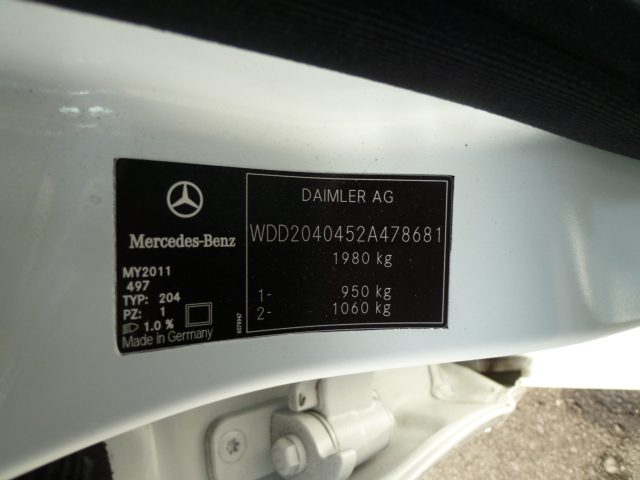 Mercedes-Benz
MY2011
497
TYP: 204
PZ: 1
1.0 %
Made in Germany
DAIMLER AG
WDD2040452A478681
1980 kg
1- 950 kg
2- 1060 kg